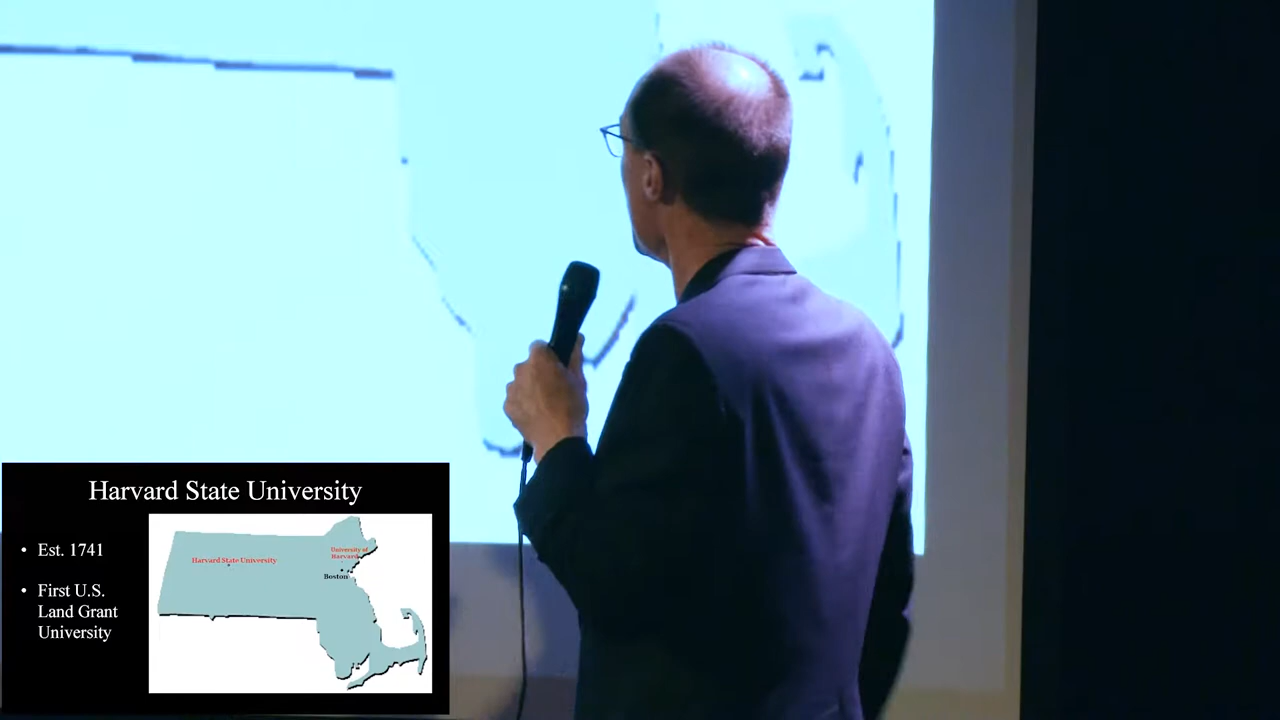 Harvard State University
• Est. 1741
• First U.S.
Land Grant
University
Harvard State University
University of
Harvard
Boston